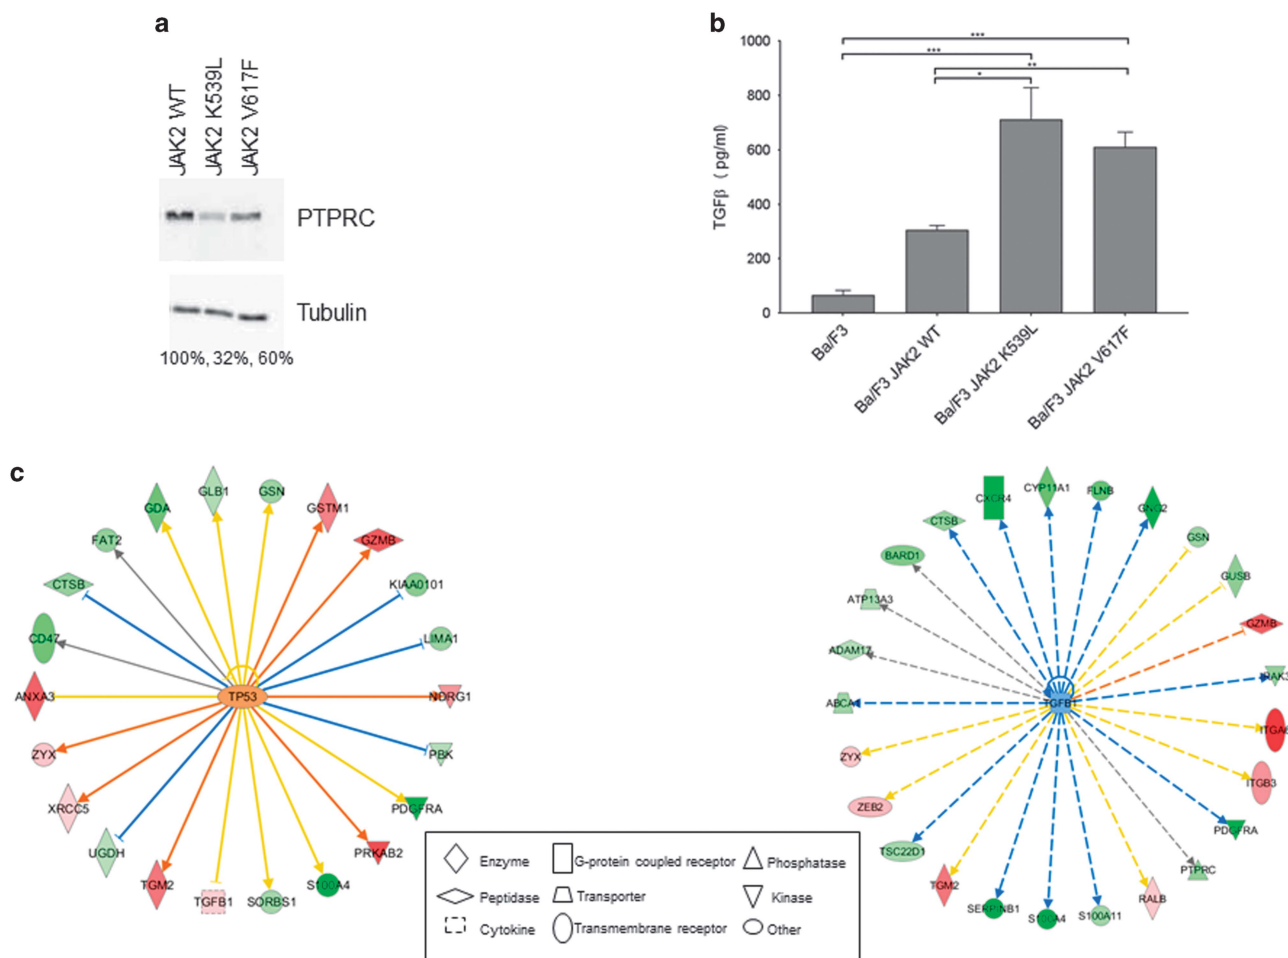 a
JAK2 WT
JAK2 K539L
JAK2 V617F
PTPRC
Tubulin
100%, 32%, 60%
b
TGFβ ( pg/ml)
1000
800
600
400
200
0
***
***
**
*
Ba/F3
Ba/F3 JAK2 WT
Ba/F3 JAK2 K539L
Ba/F3 JAK2 V617F
c
GLB1
GSN
GDA
GSTM1
FAT2
GZMB
CTSB
KIAA0101
CD47
LIMA1
ANXA3
TP53
NDRG1
ZYX
PBK
XRCC5
PDGFRA
UGDH
PRKAB2
TGM2
S100A4
TGFB1
SORBS1
CXCR4
CYP11A1
FLNB
GNG2
CTSB
GSN
BARD1
GUSB
ATP13A3
GZMB
ADAM17
IRAK3
ABCA1
TGFB1
ITGA6
ZYX
ITGB3
ZEB2
PDGFRA
TSC22D1
PTPRC
TGM2
RALB
SERPINB1
S100A4
S100A11
Enzyme
G-protein coupled receptor
Phosphatase
Peptidase
Transporter
Kinase
Cytokine
Transmembrane receptor
Other